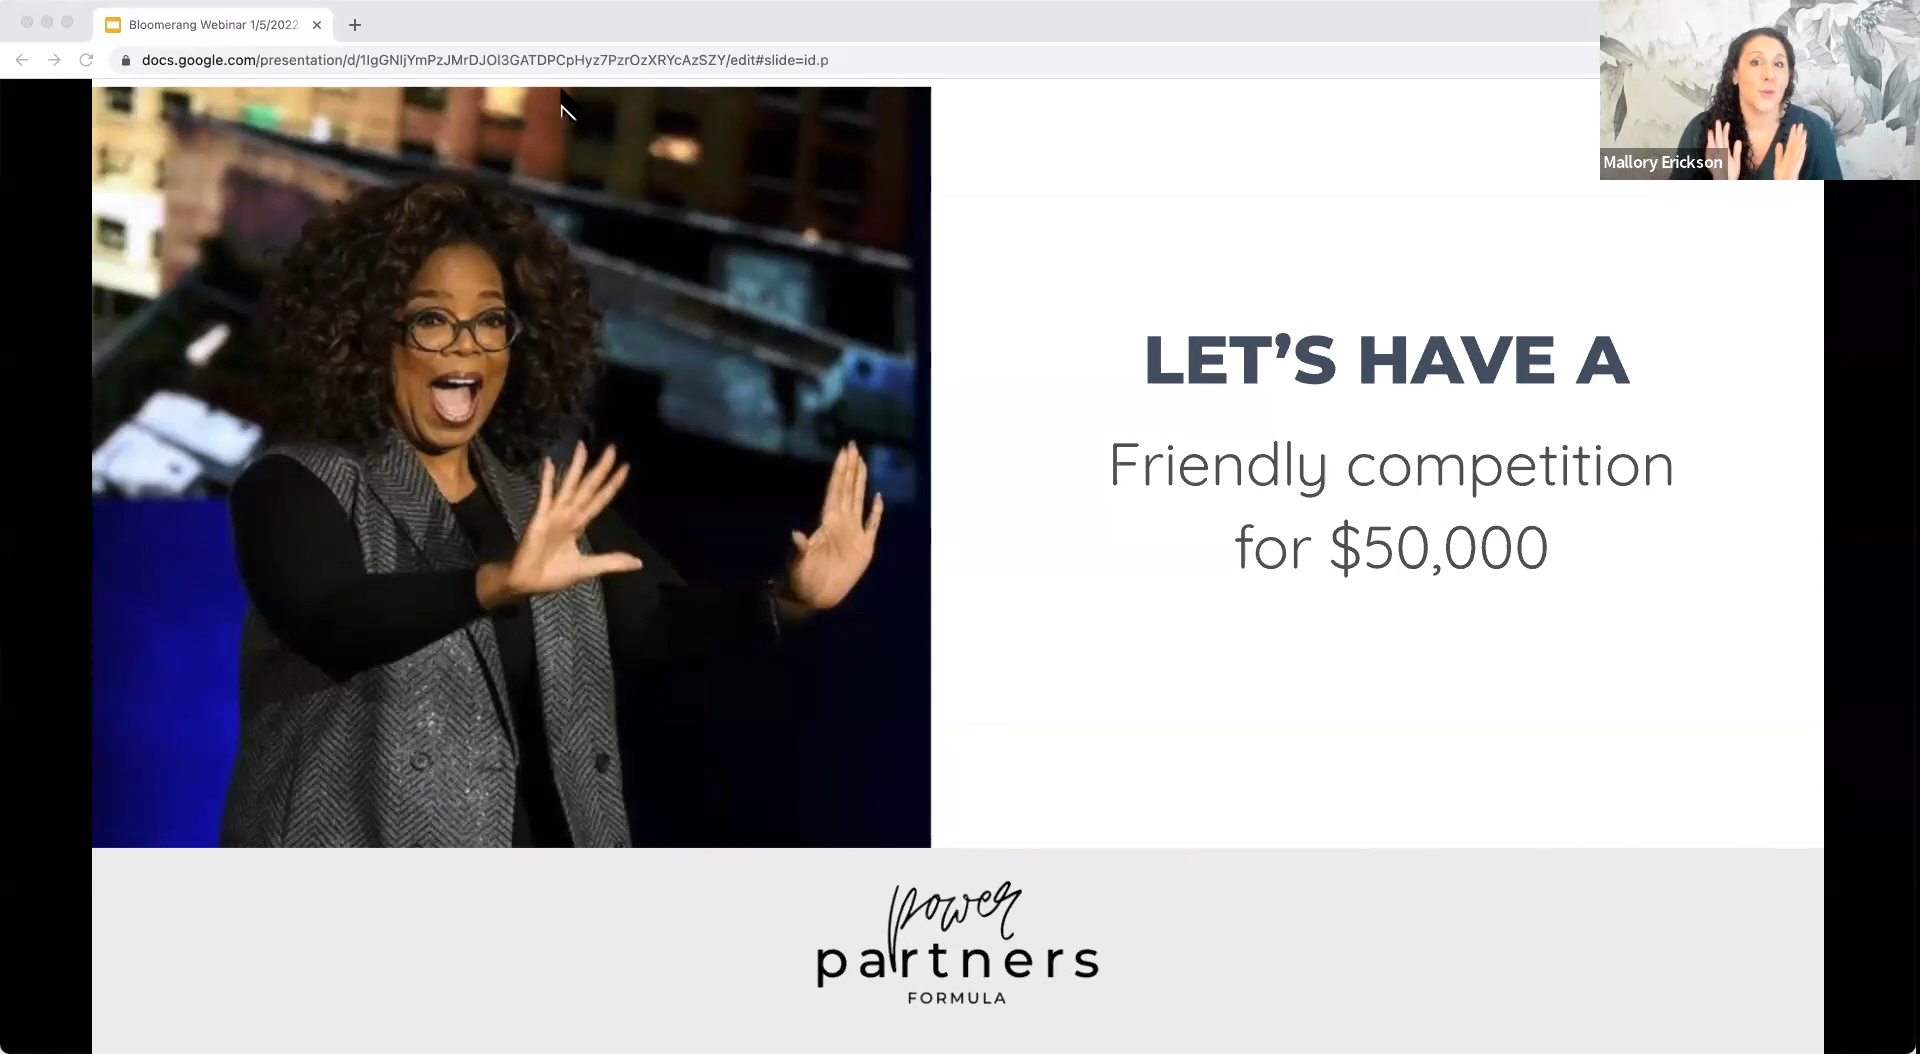 Bloomerang Webinar 1/5/2022
docs.google.com/presentation/d/1IgGNIjYmPzJMrDJOI3GATDPCpHyz7PzrOzXRYcAzSZY/edit#slide=id.p
Mallory Erickson
LET'S HAVE A
Friendly competition
for $50,000
power
partners
FORMULA